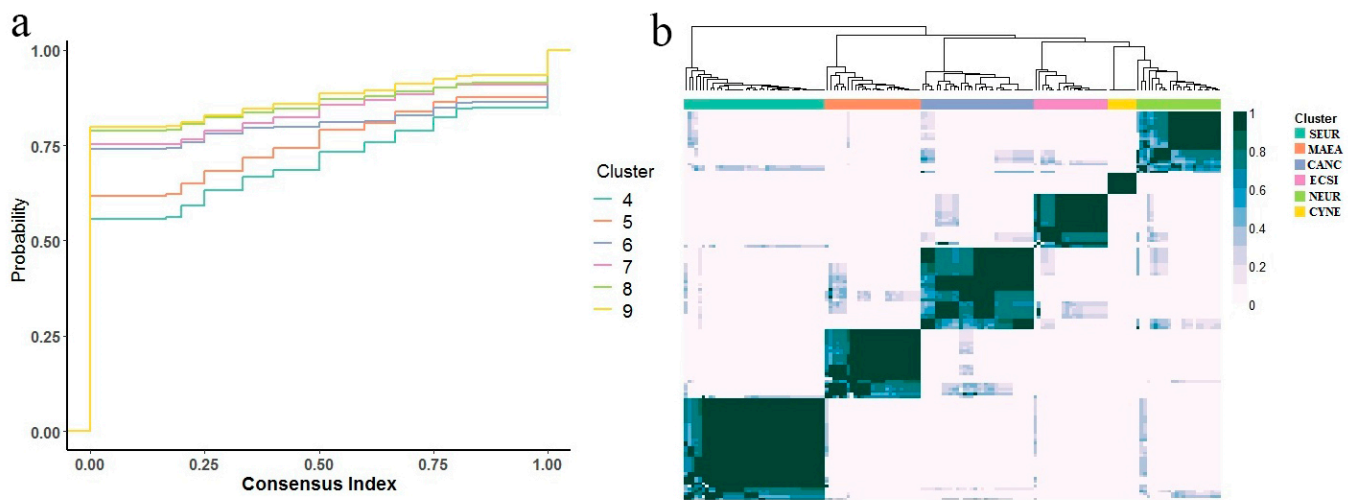 a
1.00
0.75
0.50
0.25
0.00
Probability
0.00 0.25 0.50 0.75 1.00
Consensus Index
Cluster
4
5
6
7
8
9
b
1
0.8
0.6
0.4
0.2
0
Cluster
SEUR
MAEA
CANC
ECSI
NEUR
CYNE